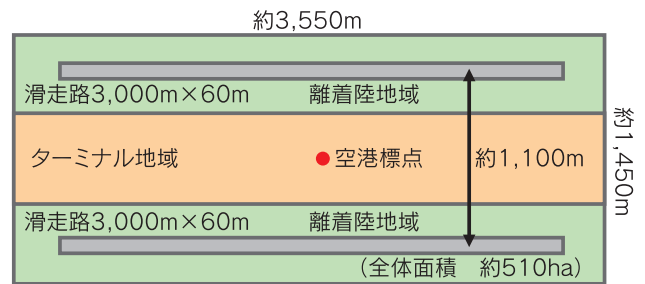 約3,550m
滑走路3,000m×60m 離着陸地域
ターミナル地域
空港標点
約1,100m
約1,450m
滑走路3,000m×60m 離着陸地域
（全体面積 約510ha）